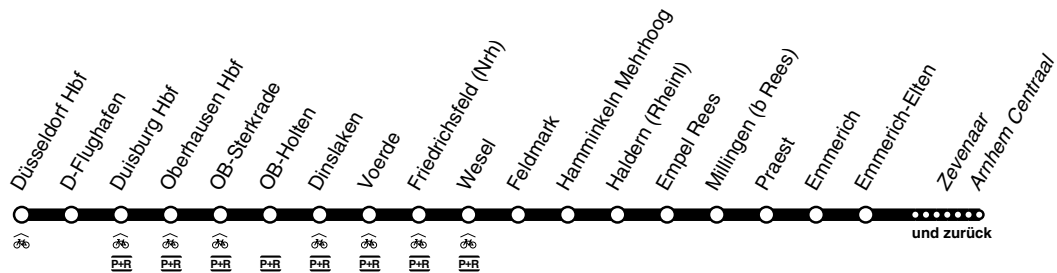 Düsseldorf Hbf
D-Flughafen
Duisburg Hbf
Oberhausen Hbf
OB-Sterkrade
OB-Holten
Dinslaken
Voerde
Friedrichsfeld (Nrh)
Wesel
Feldmark
Hamminkeln Mehrhoog
Haldern (Rheinl)
Empel Rees
Millingen (b Rees)
Praest
Emmerich
Emmerich-Elten
Zevenaar
Arnhem Centraal
und zurück
P+R P+R P+R P+R P+R P+R P+R P+R